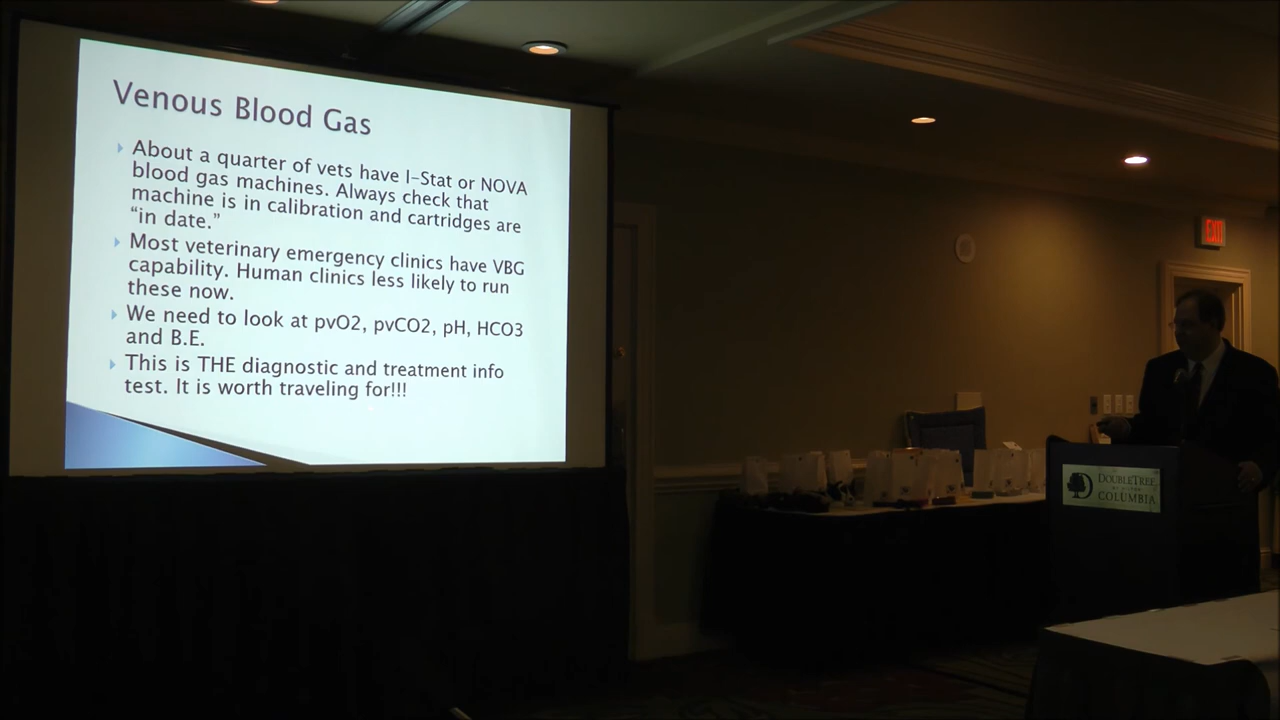 Venous Blood Gas
About a quarter of vets have I-Stat or NOVA
blood gas machines. Always check that
machine is in calibration and cartridges are
“in date.”
Most veterinary emergency clinics have VBG
capability. Human clinics less likely to run
these now.
We need to look at pvO2, pvCO2, pH, HCO3
and B.E.
This is THE diagnostic and treatment info
test. It is worth traveling for!!!
EXIT
D
DOUBLETREE
BY HILTON
COLUMBIA